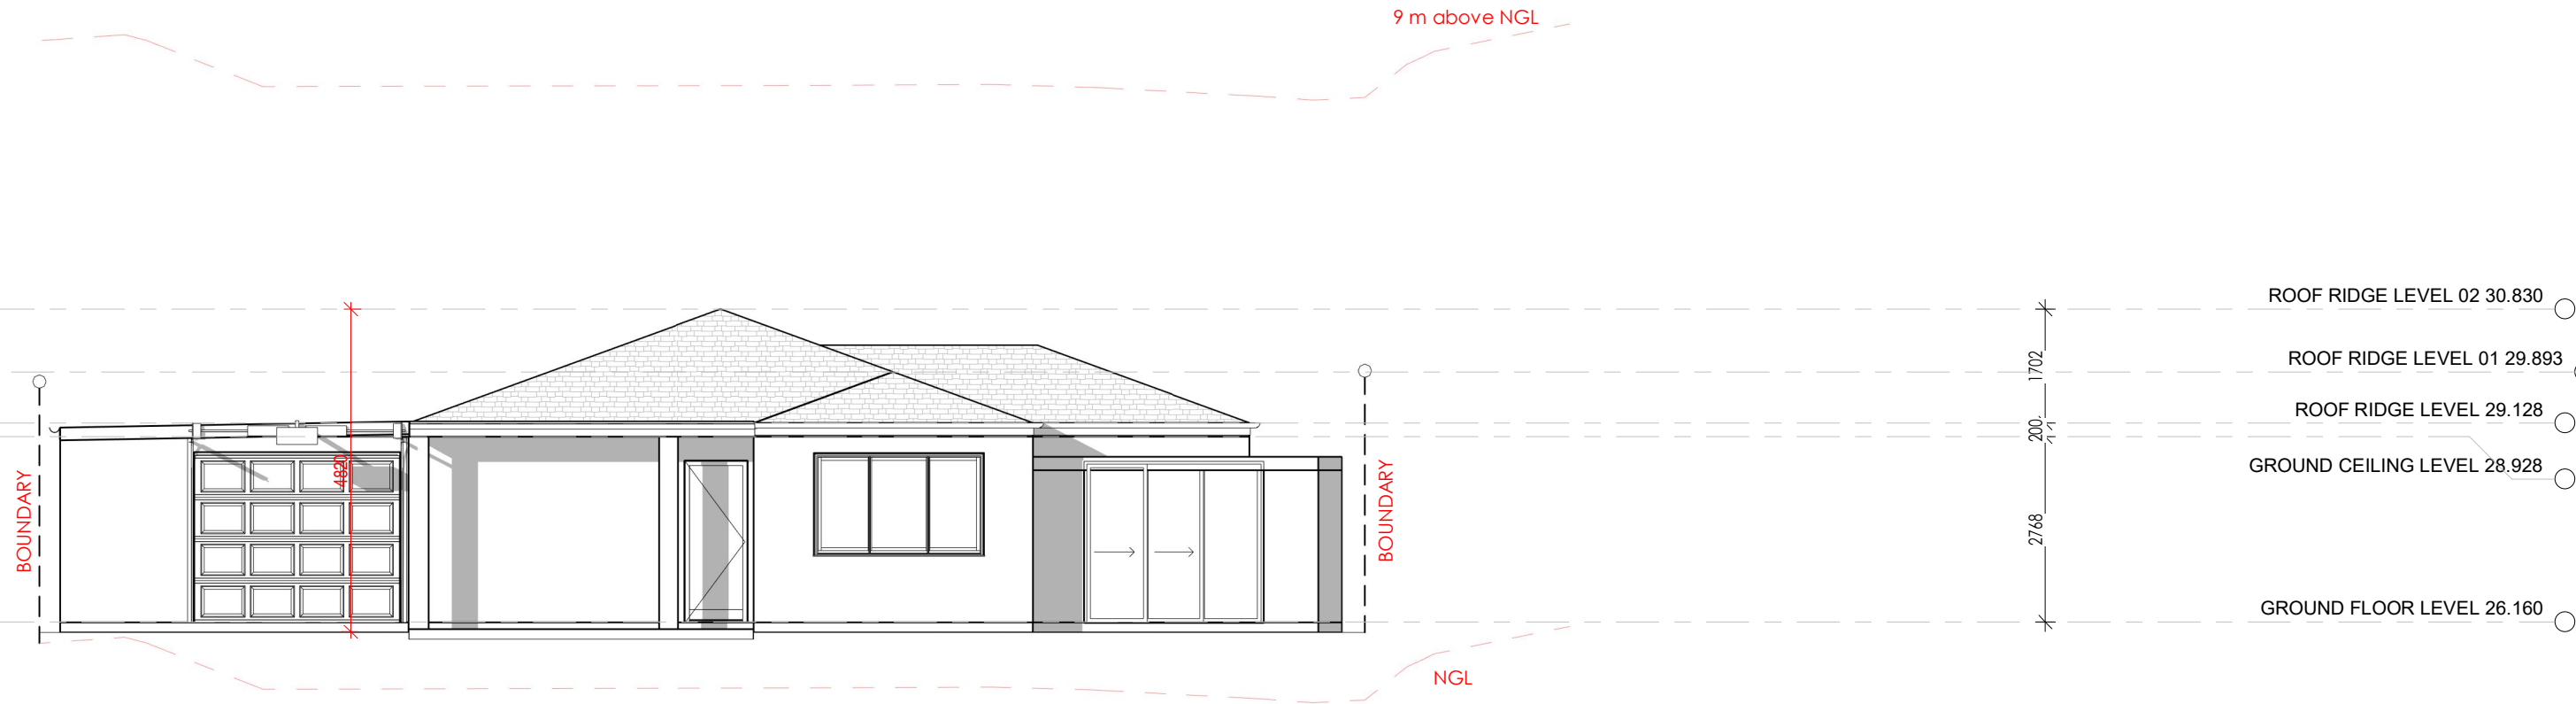 9 m above NGL
ROOF RIDGE LEVEL 02 30.830
ROOF RIDGE LEVEL 01 29.893
1702
ROOF RIDGE LEVEL 29.128
200
GROUND CEILING LEVEL 28.928
4820
BOUNDARY
BOUNDARY
2768
GROUND FLOOR LEVEL 26.160
NGL